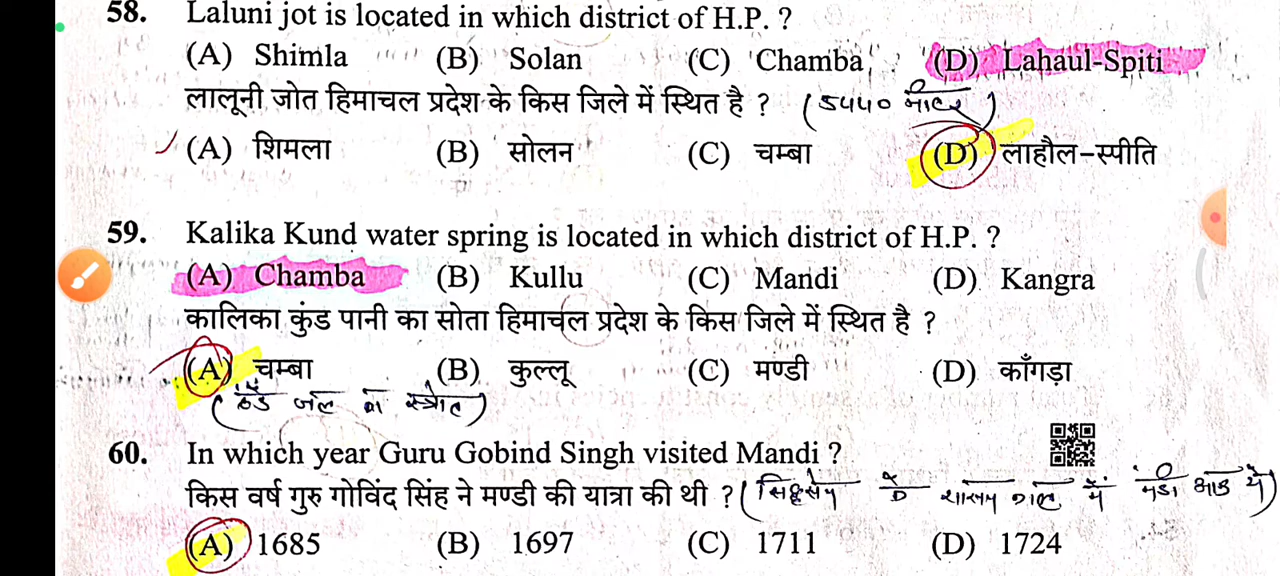 58. Laluni jot is located in which district of H.P. ?
(A) Shimla (B) Solan (C) Chamba (D) Lahaul-Spiti
लालूनी जोत हिमाचल प्रदेश के किस जिले में स्थित है ? (5440 मीटर)
(A) शिमला (B) सोलन (C) चम्बा (D) लाहौल-स्पीति
59. Kalika Kund water spring is located in which district of H.P. ?
(A) Chamba (B) Kullu (C) Mandi (D) Kangra
कालिका कुंड पानी का सोता हिमाचल प्रदेश के किस जिले में स्थित है ?
(A) चम्बा (B) कुल्लू (C) मण्डी (D) काँगड़ा
(ठंडे जल का स्त्रोत)
60. In which year Guru Gobind Singh visited Mandi ?
किस वर्ष गुरु गोविंद सिंह ने मण्डी की यात्रा की थी ? (सिद्धसेन के शासन काल में मंडी आऐ थे)
(A) 1685 (B) 1697 (C) 1711 (D) 1724